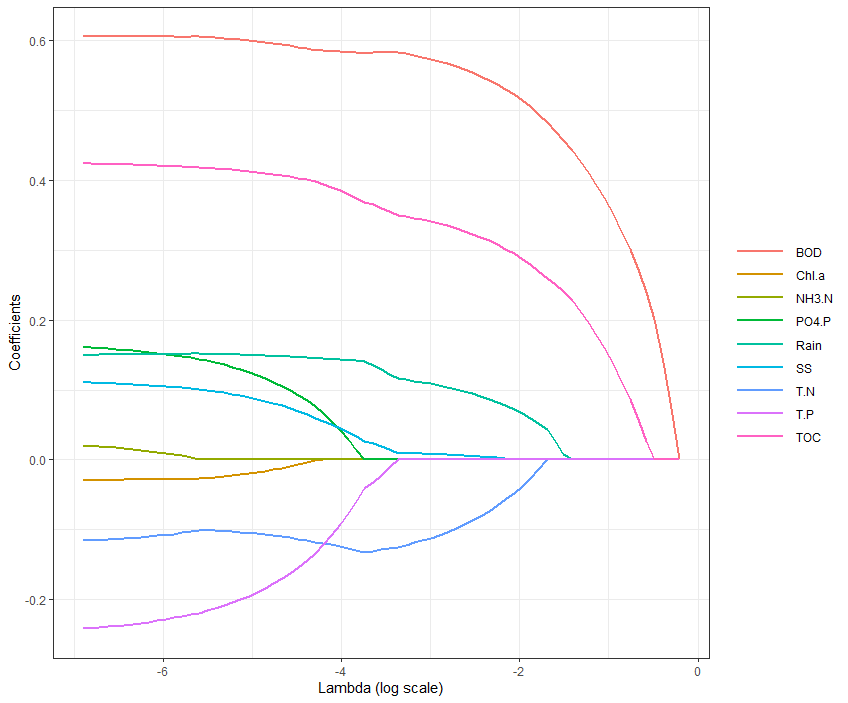 0.6
0.4
0.2
0.0
-0.2
Coefficients
-6 -4 -2 0
Lambda (log scale)
BOD
Chl.a
NH3.N
PO4.P
Rain
SS
T.N
T.P
TOC